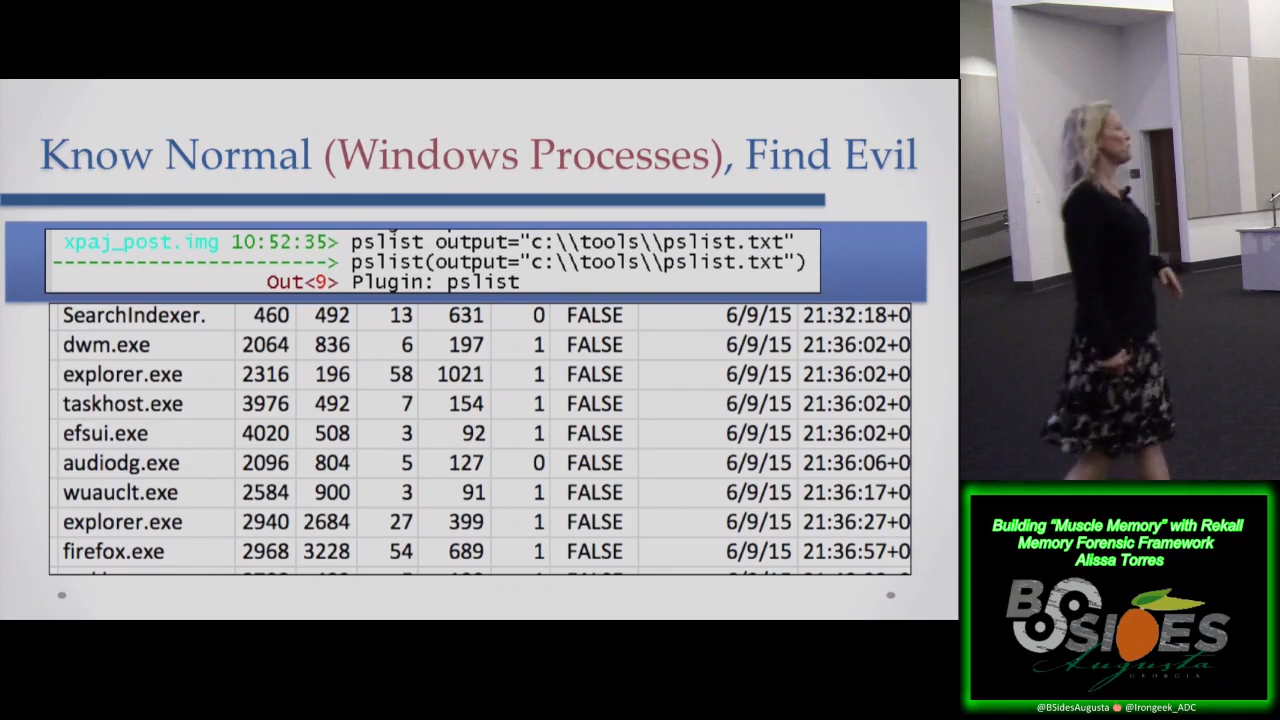 Know Normal (Windows Processes), Find Evil
xpaj_post.img 10:52:35> pslist output="c:\\tools\\pslist.txt"
-----------------------> pslist(output="c:\\tools\\pslist.txt")
Out<9> Plugin: pslist
SearchIndexer. 460 492 13 631 0 FALSE 6/9/15 21:32:18+0
dwm.exe 2064 836 6 197 1 FALSE 6/9/15 21:36:02+0
explorer.exe 2316 196 58 1021 1 FALSE 6/9/15 21:36:02+0
taskhost.exe 3976 492 7 154 1 FALSE 6/9/15 21:36:02+0
efsui.exe 4020 508 3 92 1 FALSE 6/9/15 21:36:02+0
audiodg.exe 2096 804 5 127 0 FALSE 6/9/15 21:36:06+0
wuauclt.exe 2584 900 3 91 1 FALSE 6/9/15 21:36:17+0
explorer.exe 2940 2684 27 399 1 FALSE 6/9/15 21:36:27+0
firefox.exe 2968 3228 54 689 1 FALSE 6/9/15 21:36:57+0
Building "Muscle Memory" with Rekall
Memory Forensic Framework
Alissa Torres
BSIDES
Augusta
GEORGIA
@BSidesAugusta @Irongeek_ADC